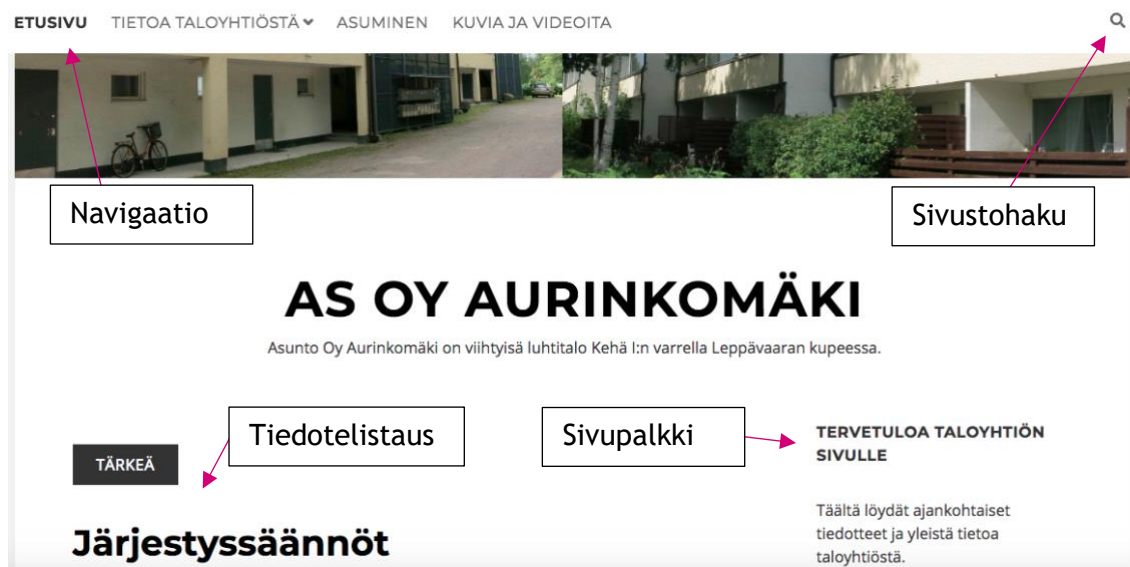 ETUSIVU TIETOA TALOYHTIÖSTÄ ASUMINEN KUVIA JA VIDEOITA
Navigaatio
Sivustohaku
AS OY AURINKOMÄKI
Asunto Oy Aurinkomäki on viihtyisä luhtitalo Kehä I:n varrella Leppävaaran kupeessa.
Tiedotelistaus
Sivupalkki
TÄRKEÄ
Järjestyssäännöt
TERVETULOA TALOYHTIÖN
SIVULLE
Täältä löydät ajankohtaiset
tiedotteet ja yleistä tietoa
taloyhtiöstä.